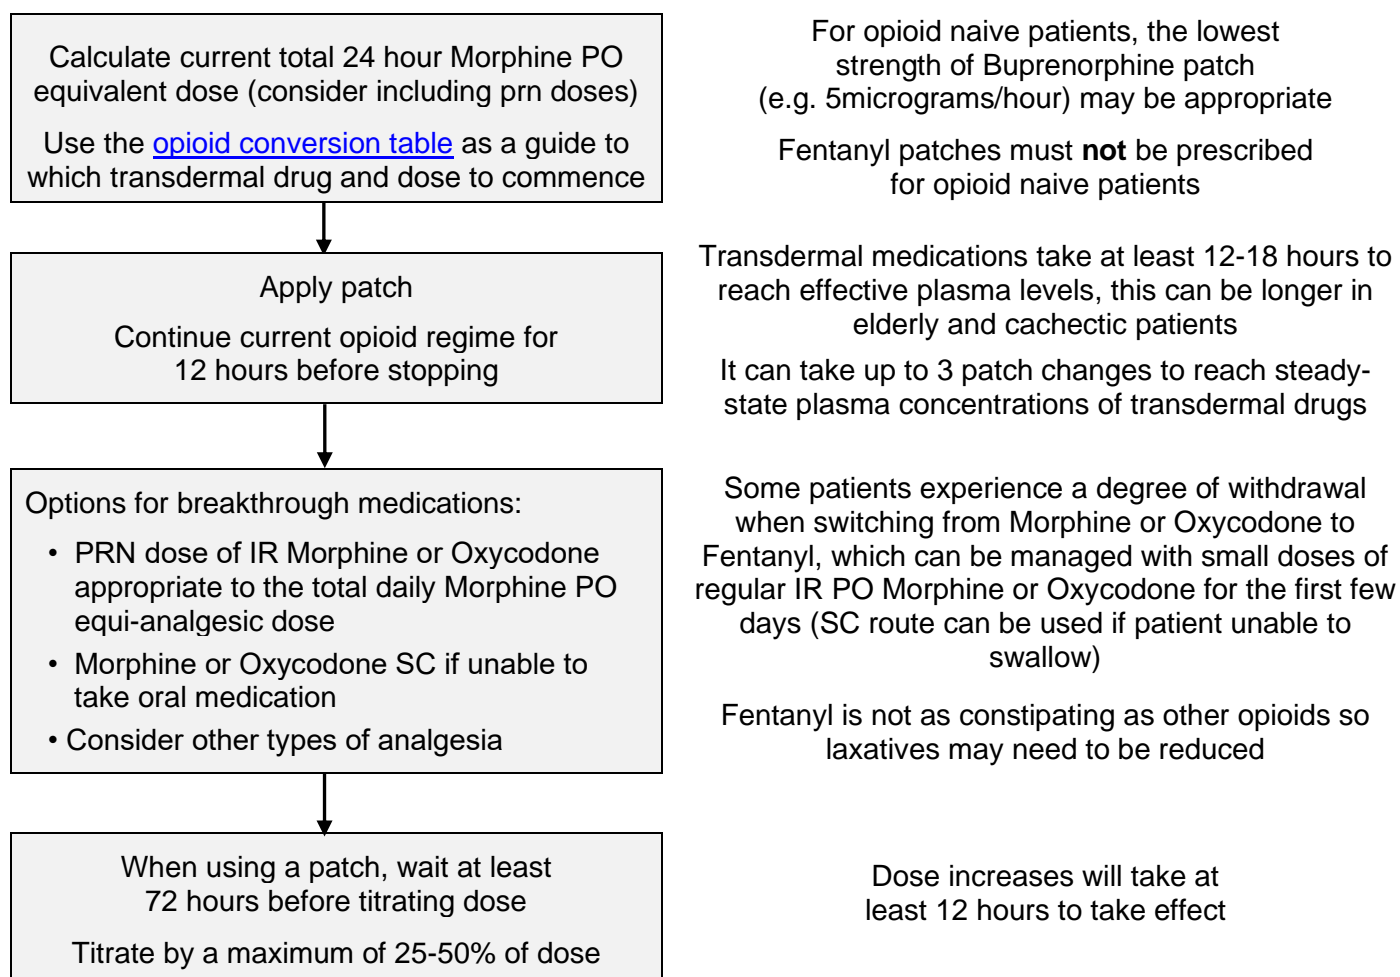 Calculate current total 24 hour Morphine PO
equivalent dose (consider including prn doses)
Use the opioid conversion table as a guide to
which transdermal drug and dose to commence
For opioid naive patients, the lowest
strength of Buprenorphine patch
(e.g. 5micrograms/hour) may be appropriate
Fentanyl patches must not be prescribed
for opioid naive patients
Apply patch
Continue current opioid regime for
12 hours before stopping
Transdermal medications take at least 12-18 hours to
reach effective plasma levels, this can be longer in
elderly and cachectic patients
It can take up to 3 patch changes to reach steady-
state plasma concentrations of transdermal drugs
Options for breakthrough medications:
• PRN dose of IR Morphine or Oxycodone
appropriate to the total daily Morphine PO
equi-analgesic dose
• Morphine or Oxycodone SC if unable to
take oral medication
• Consider other types of analgesia
Some patients experience a degree of withdrawal
when switching from Morphine or Oxycodone to
Fentanyl, which can be managed with small doses of
regular IR PO Morphine or Oxycodone for the first few
days (SC route can be used if patient unable to
swallow)
Fentanyl is not as constipating as other opioids so
laxatives may need to be reduced
When using a patch, wait at least
72 hours before titrating dose
Titrate by a maximum of 25-50% of dose
Dose increases will take at
least 12 hours to take effect